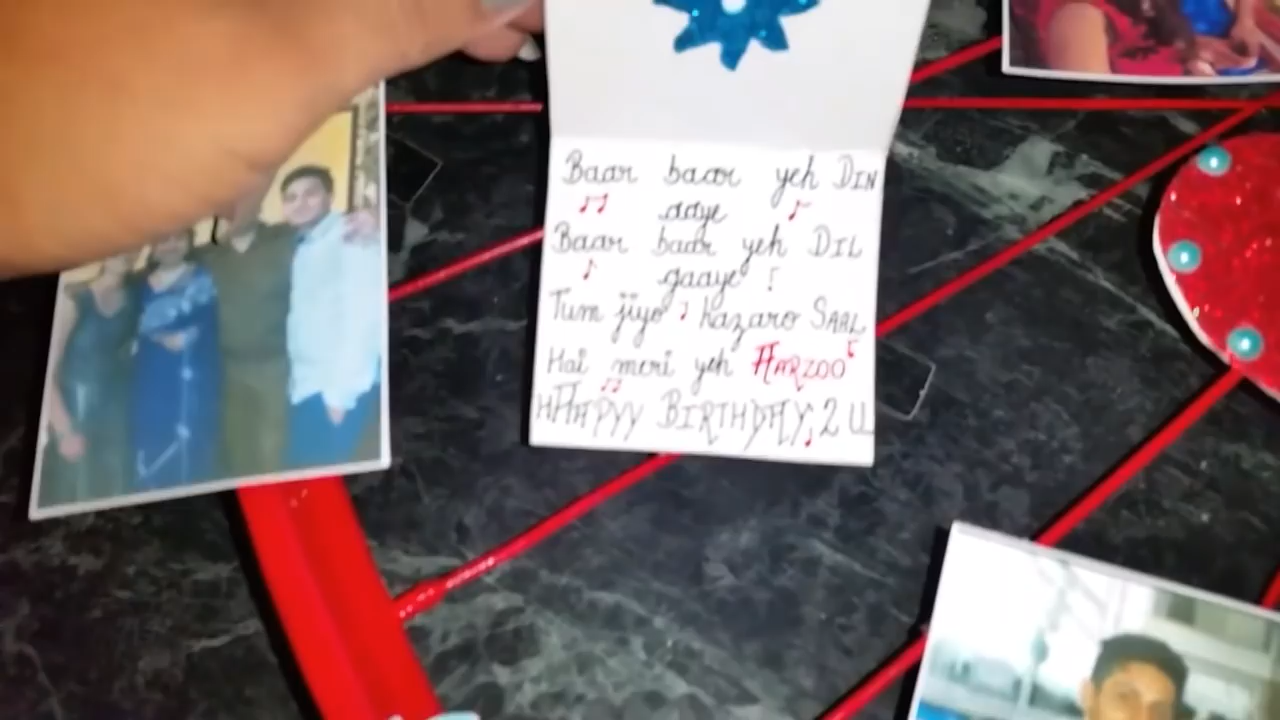 Baar baar yeh DIN
aaye
Baar baar yeh DIL
gaaye !
Tum jiyo hazaro SAAL
Hai meri yeh AARZOO
HAAPPYY BIRTHDAY 2 U